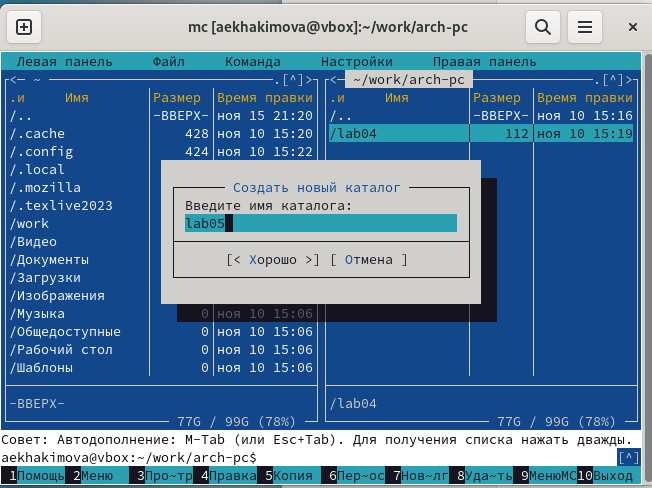 mc [aekhakimova@vbox]:~/work/arch-pc
Левая панель Файл Команда Настройки Правая панель
<− ~ .[^]> <− ~/work/arch-pc .[^]>
.и Имя Размер Время правки .и Имя Размер Время правки
/.. -ВВЕРХ- ноя 15 21:20 /.. -ВВЕРХ- ноя 10 15:16
/.cache 428 ноя 10 15:20 /lab04 112 ноя 10 15:19
/.config 424 ноя 10 15:22
/.local
/.mozilla Создать новый каталог
/.texlive2023 Введите имя каталога:
/work lab05
/Видео
/Документы [< Хорошо >] [ Отмена ]
/Загрузки
/Изображения
/Музыка 0 ноя 10 15:06
/Общедоступные 0 ноя 10 15:06
/Рабочий стол 0 ноя 10 15:06
/Шаблоны 0 ноя 10 15:06
-ВВЕРХ- /lab04
77G / 99G (78%) 77G / 99G (78%)
Совет: Автодополнение: M-Tab (или Esc+Tab). Для получения списка нажать дважды.
aekhakimova@vbox:~/work/arch-pc$ [^]
1Помощь 2Меню 3Про~тр 4Правка 5Копия 6Пер~ос 7Нов~лг 8Уда~ть 9МенюМС 10Выход